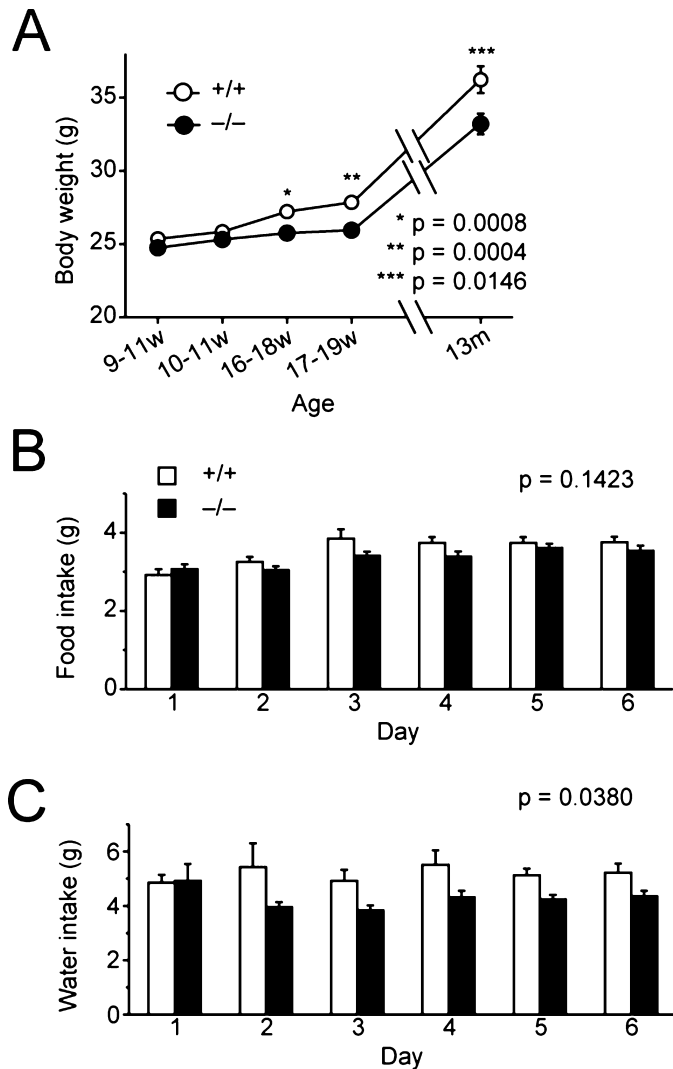 A
Body weight (g)
35
30
25
20
+/+
–/–
*
**
***
* p = 0.0008
** p = 0.0004
*** p = 0.0146
9-11w
10-11w
16-18w
17-19w
13m
Age
B
+/+
–/–
p = 0.1423
Food intake (g)
4
2
0
1 2 3 4 5 6
Day
C
p = 0.0380
Water intake (g)
6
4
2
0
1 2 3 4 5 6
Day